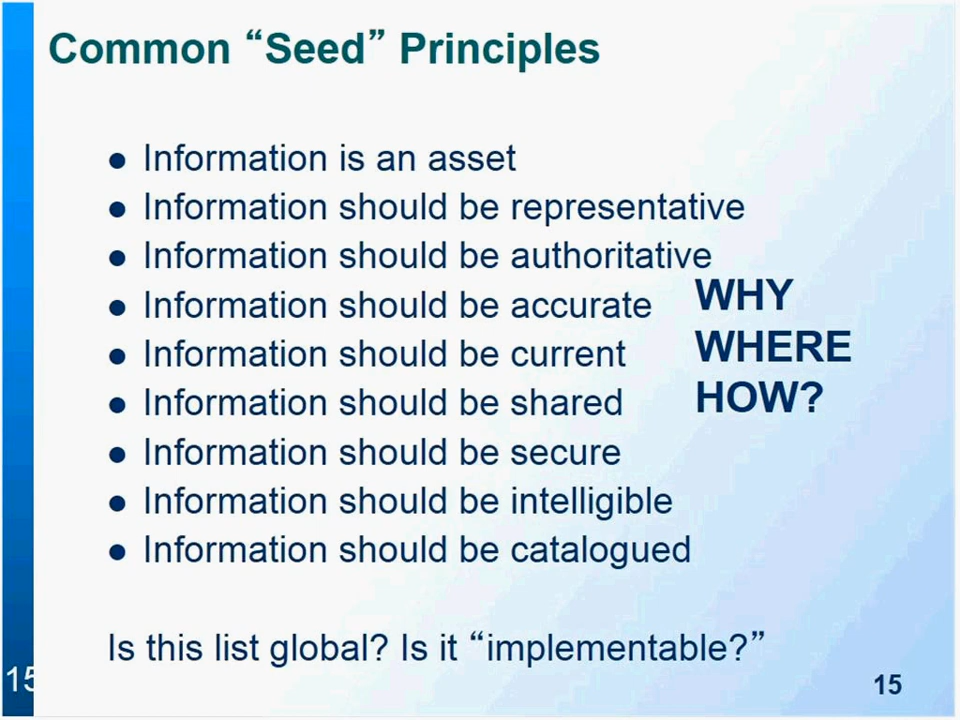 Common “Seed” Principles
● Information is an asset
● Information should be representative
● Information should be authoritative
● Information should be accurate
● Information should be current
● Information should be shared
● Information should be secure
● Information should be intelligible
● Information should be catalogued
WHY
WHERE
HOW?
Is this list global? Is it “implementable?”
15
15